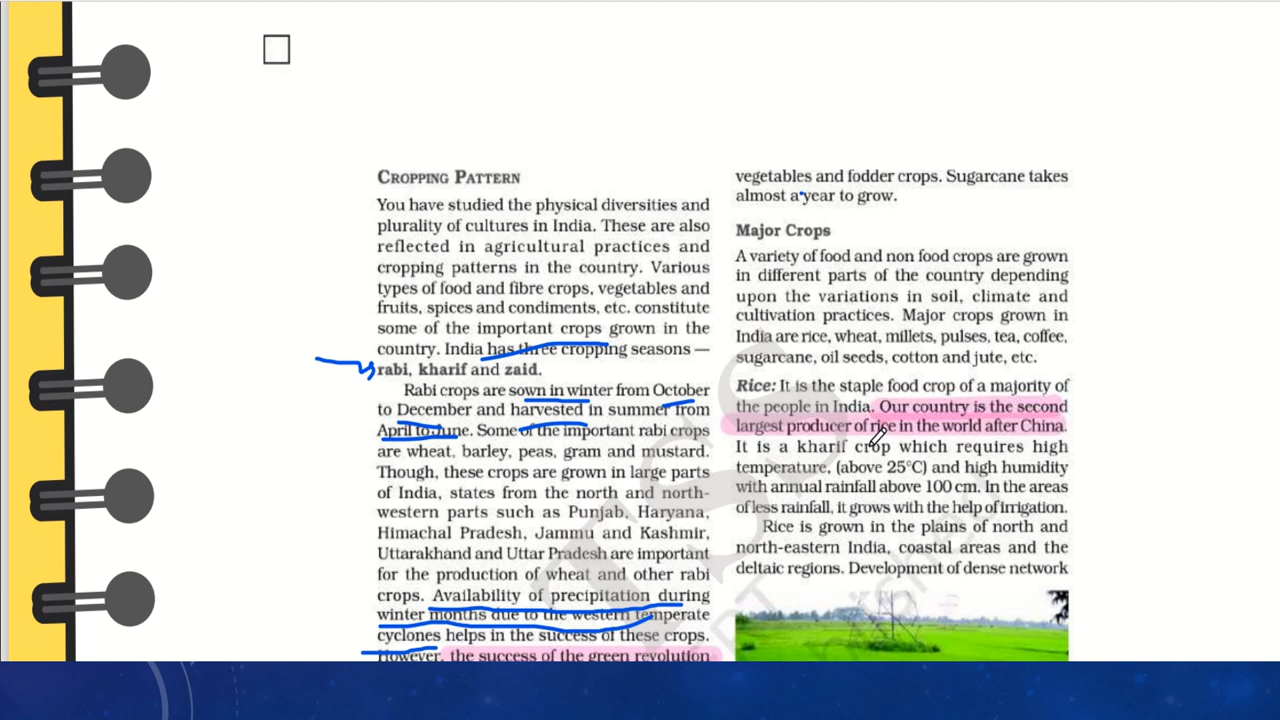 CROPPING PATTERN
You have studied the physical diversities and
plurality of cultures in India. These are also
reflected in agricultural practices and
cropping patterns in the country. Various
types of food and fibre crops, vegetables and
fruits, spices and condiments, etc. constitute
some of the important crops grown in the
country. India has three cropping seasons —
rabi, kharif and zaid.
Rabi crops are sown in winter from October
to December and harvested in summer from
April to June. Some of the important rabi crops
are wheat, barley, peas, gram and mustard.
Though, these crops are grown in large parts
of India, states from the north and north-
western parts such as Punjab, Haryana,
Himachal Pradesh, Jammu and Kashmir,
Uttarakhand and Uttar Pradesh are important
for the production of wheat and other rabi
crops. Availability of precipitation during
winter months due to the western temperate
cyclones helps in the success of these crops.
However, the success of the green revolution
vegetables and fodder crops. Sugarcane takes
almost a year to grow.
Major Crops
A variety of food and non food crops are grown
in different parts of the country depending
upon the variations in soil, climate and
cultivation practices. Major crops grown in
India are rice, wheat, millets, pulses, tea, coffee,
sugarcane, oil seeds, cotton and jute, etc.
Rice: It is the staple food crop of a majority of
the people in India. Our country is the second
largest producer of rice in the world after China.
It is a kharif crop which requires high
temperature, (above 25°C) and high humidity
with annual rainfall above 100 cm. In the areas
of less rainfall, it grows with the help of irrigation.
Rice is grown in the plains of north and
north-eastern India, coastal areas and the
deltaic regions. Development of dense network